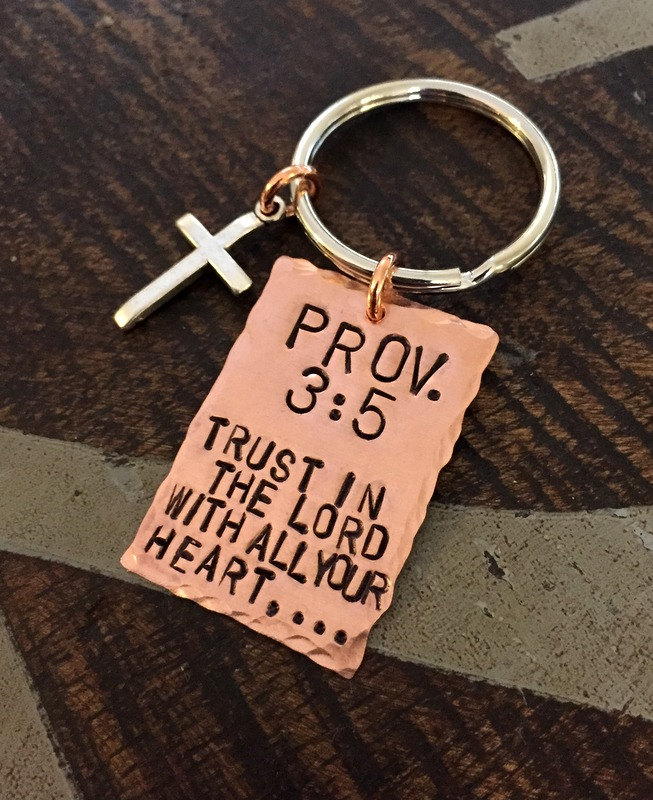 PROV.
3:5
TRUST IN
THE LORD
WITH ALL YOUR
HEART,...